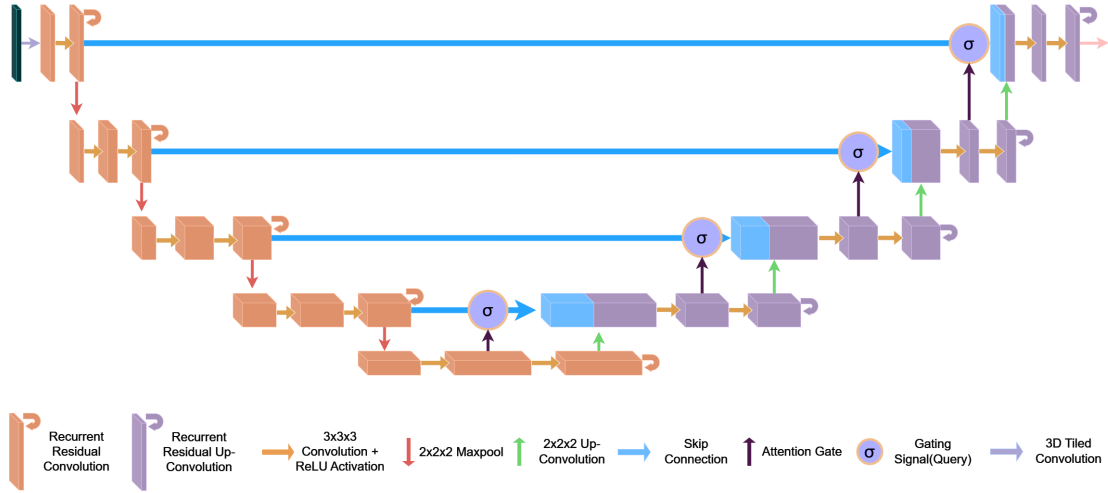 σ
σ
σ
σ
Recurrent
Residual
Convolution
Recurrent
Residual Up-
Convolution
3x3x3
Convolution +
ReLU Activation
2x2x2 Maxpool
2x2x2 Up-
Convolution
Skip
Connection
Attention Gate
σ
Gating
Signal(Query)
3D Tiled
Convolution